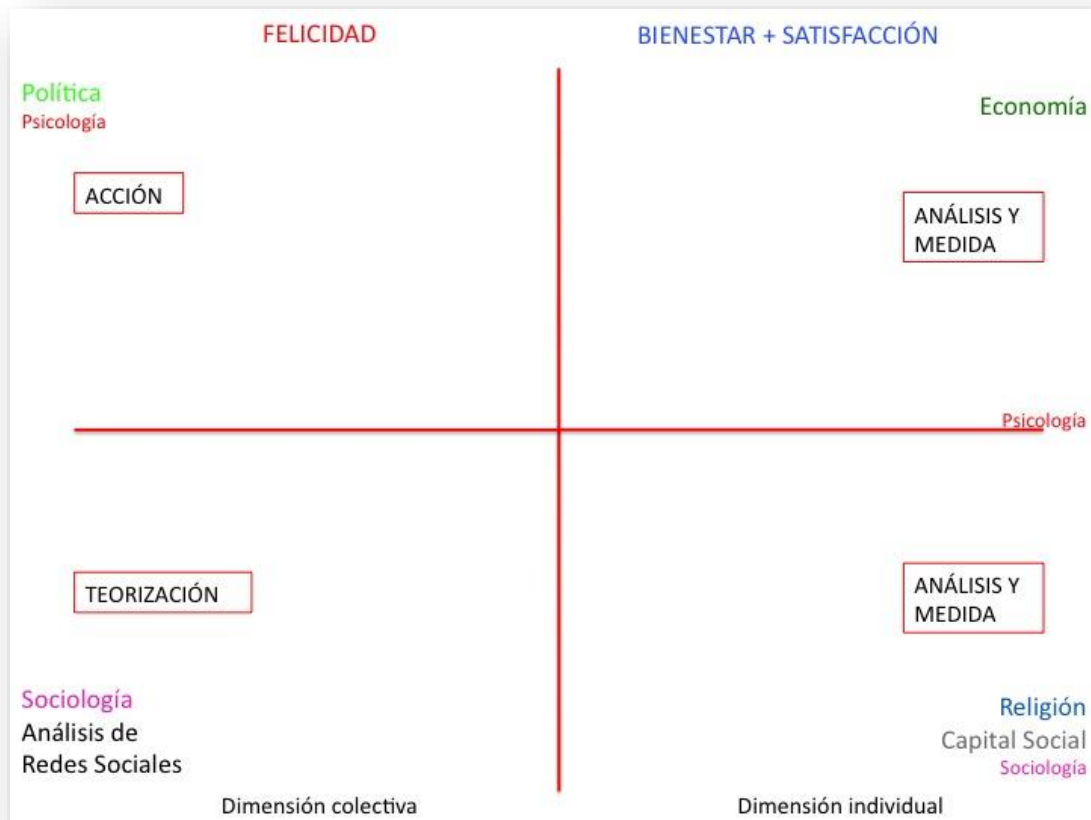 FELICIDAD
BIENESTAR + SATISFACCIÓN
Política
Psicología
Economía
ACCIÓN
ANÁLISIS Y
MEDIDA
Psicología
TEORIZACIÓN
ANÁLISIS Y
MEDIDA
Sociología
Análisis de
Redes Sociales
Religión
Capital Social
Sociología
Dimensión colectiva
Dimensión individual